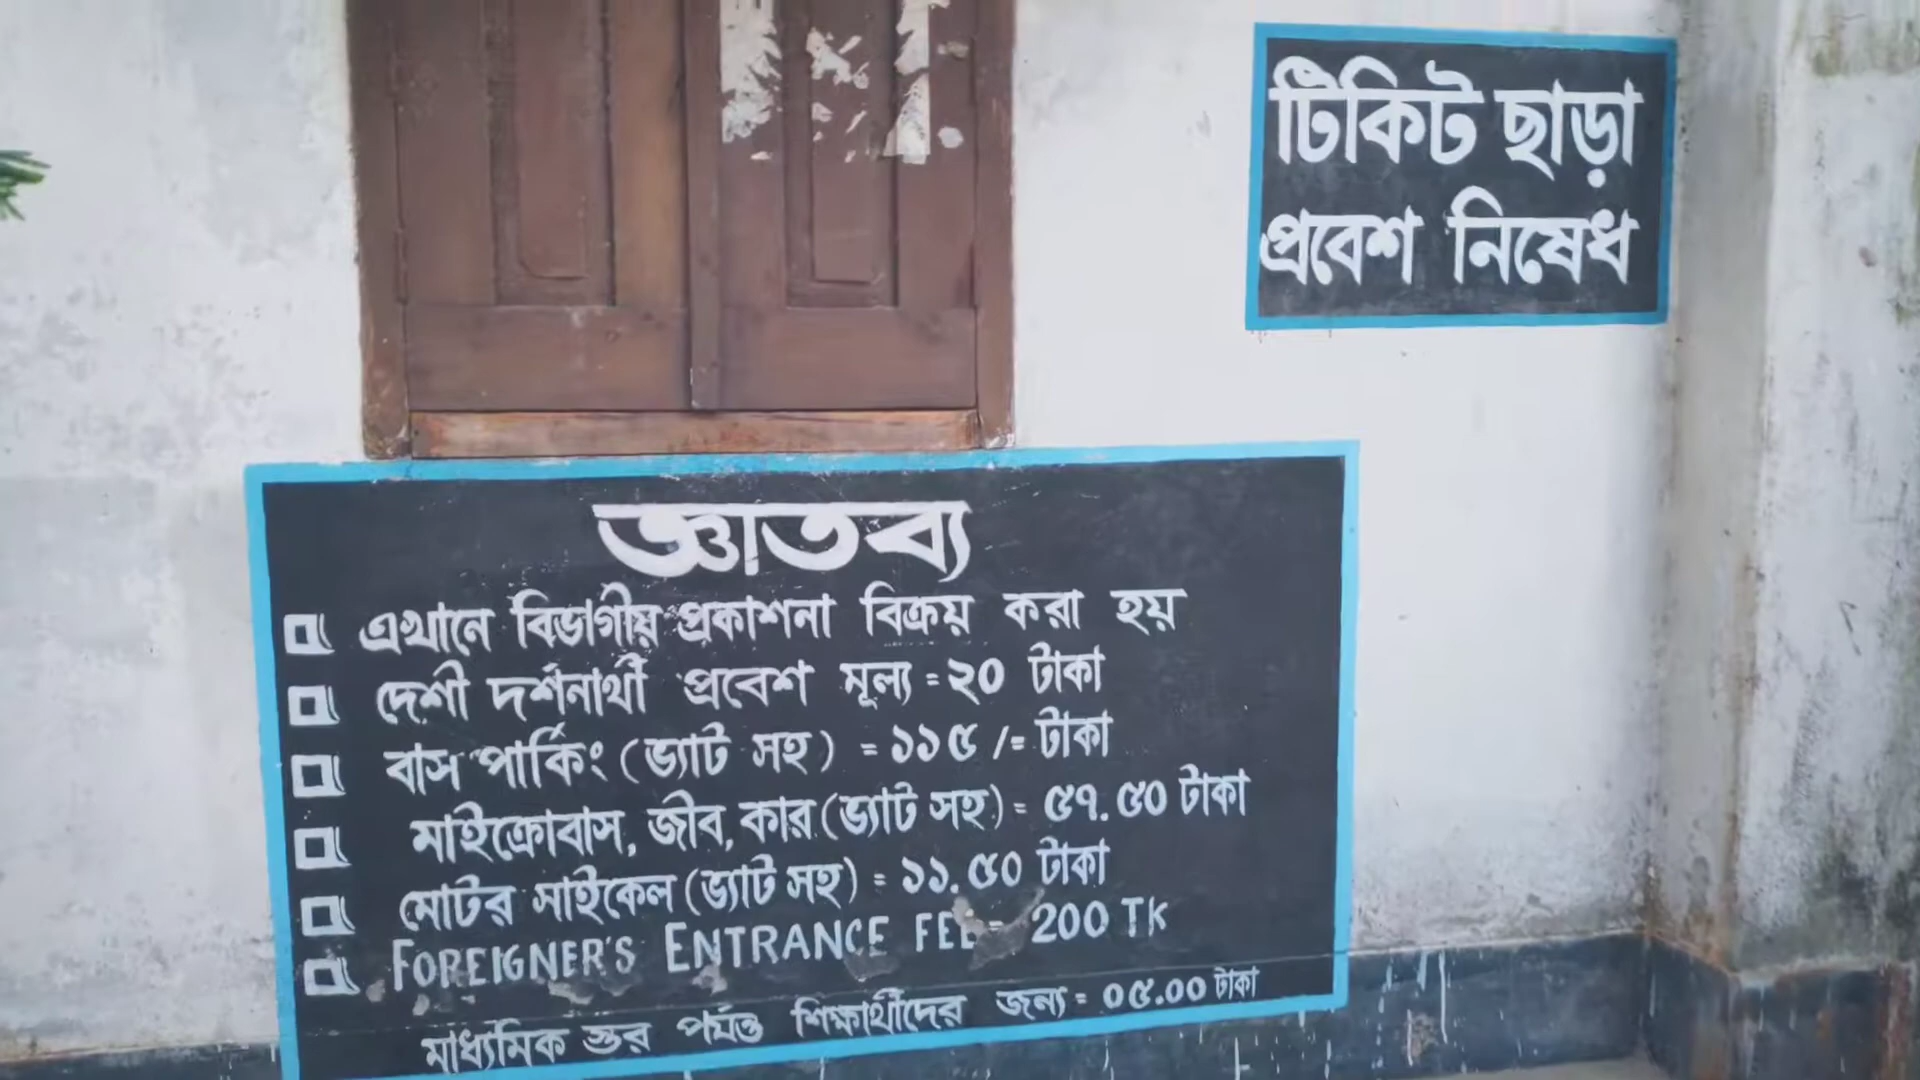 টিকিট ছাড়া
প্রবেশ নিষেধ
জ্ঞাতব্য
এখানে বিভাগীয় প্রকাশনা বিক্রয় করা হয়
দেশী দর্শনার্থী প্রবেশ মূল্য = ২০ টাকা
বাস পার্কিং (ভ্যাট সহ) = ১১৫ /= টাকা
মাইক্রোবাস, জীব, কার (ভ্যাট সহ) = ৫৭.৫০ টাকা
মোটর সাইকেল (ভ্যাট সহ) = ১১.৫০ টাকা
FOREIGNER'S ENTRANCE FEE = 200 TK
মাধ্যমিক স্তর পর্যন্ত শিক্ষার্থীদের জন্য = ০৫.০০ টাকা